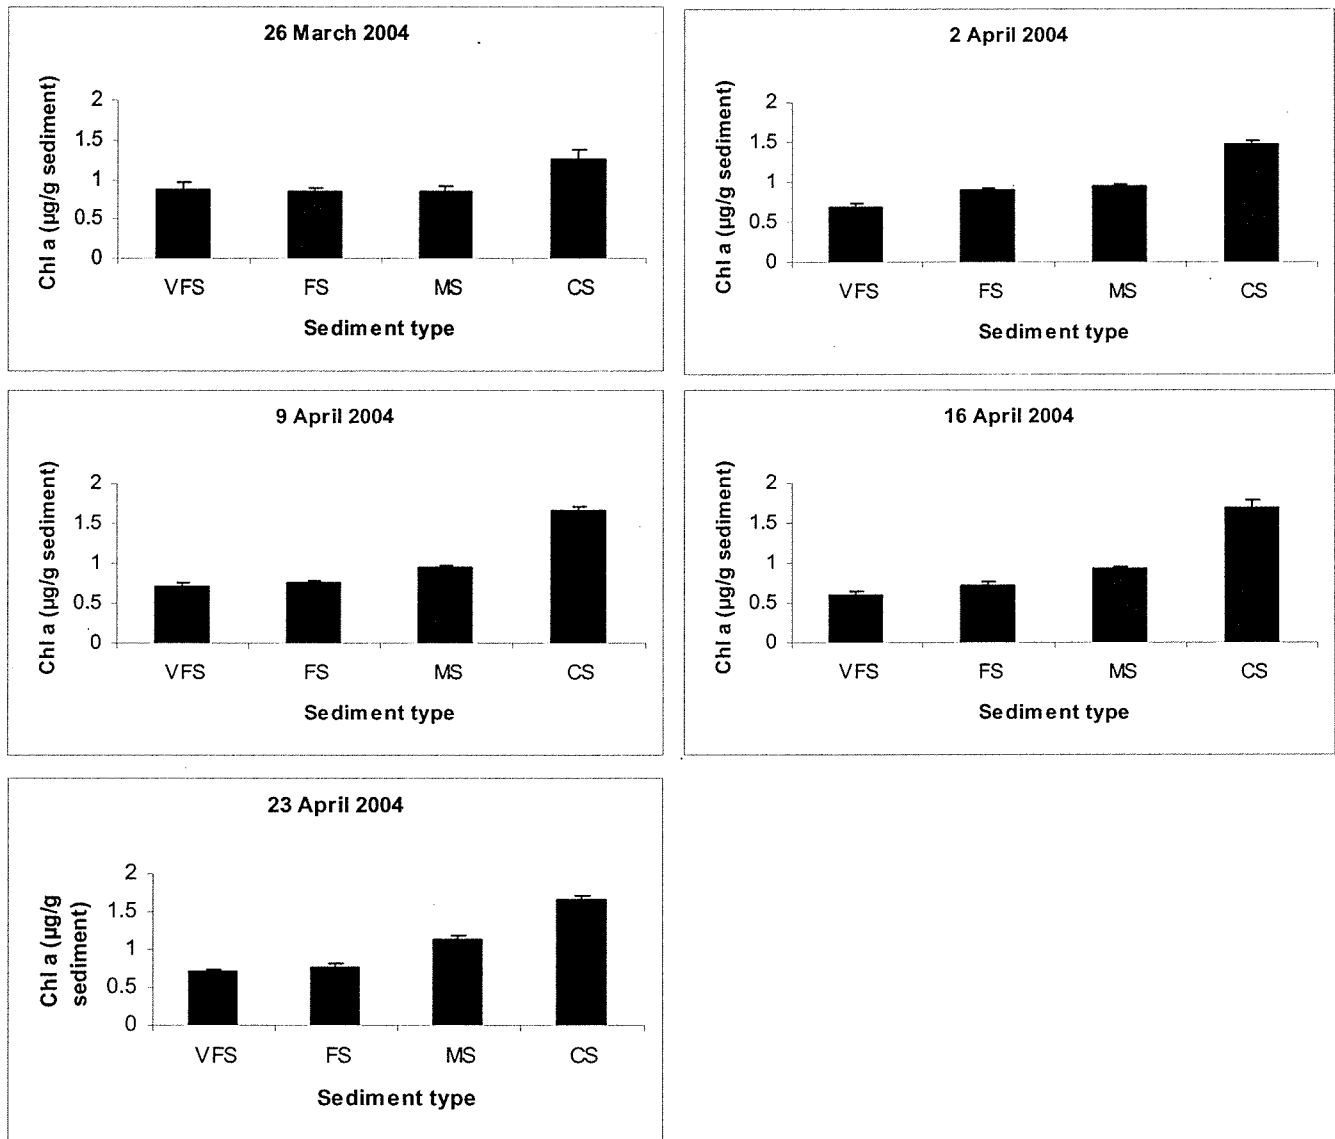 26 March 2004
Chl a (µg/g sediment)
2
1.5
1
0.5
0
VFS FS MS CS
Sediment type
2 April 2004
Chl a (µg/g sediment)
2
1.5
1
0.5
0
VFS FS MS CS
Sediment type
9 April 2004
Chl a (µg/g sediment)
2
1.5
1
0.5
0
VFS FS MS CS
Sediment type
16 April 2004
Chl a (µg/g sediment)
2
1.5
1
0.5
0
VFS FS MS CS
Sediment type
23 April 2004
Chl a (µg/g
sediment)
2
1.5
1
0.5
0
VFS FS MS CS
Sediment type